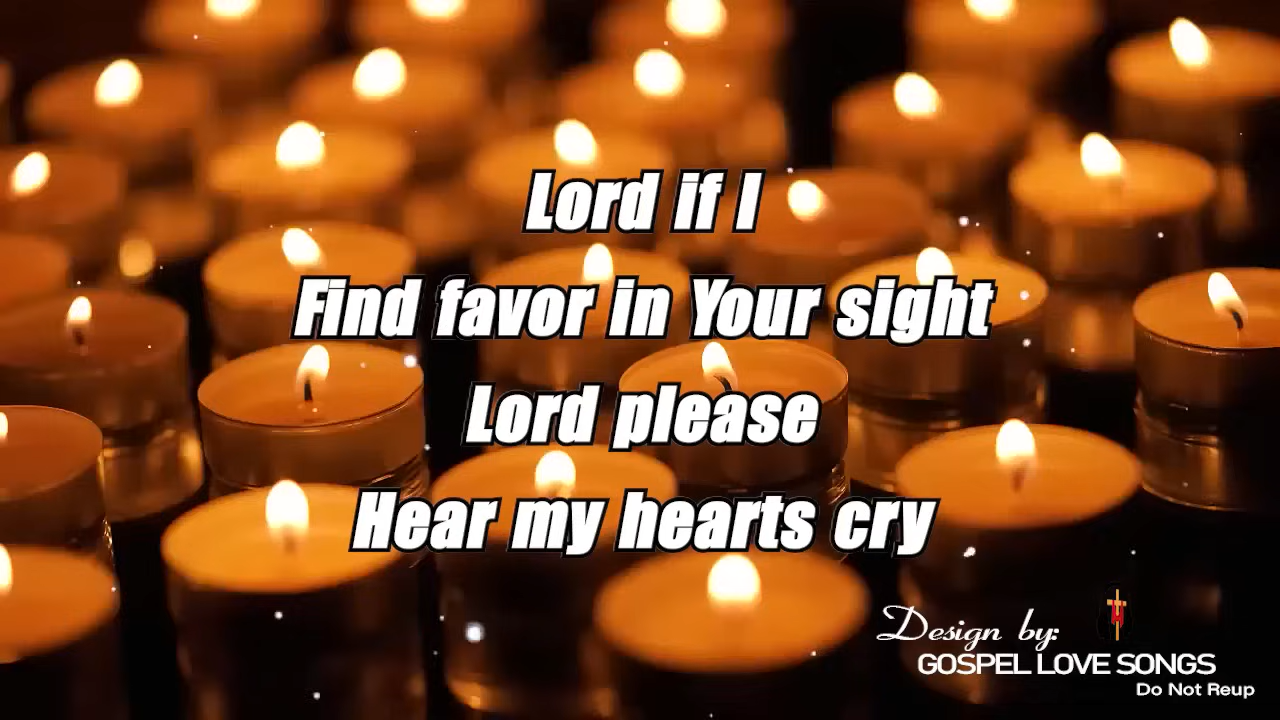 Lord if I
Find favor in Your sight
Lord please
Hear my hearts cry
Design by:
GOSPEL LOVE SONGS
Do Not Reup